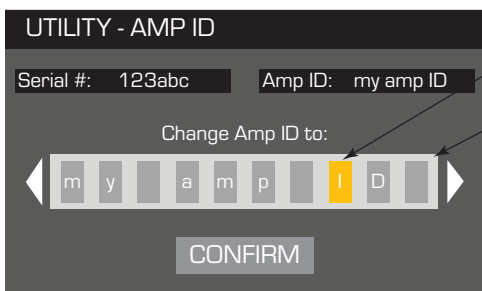 UTILITY - AMP ID
Serial #: 123abc Amp ID: my amp ID
Change Amp ID to:
m y a m p I D
CONFIRM